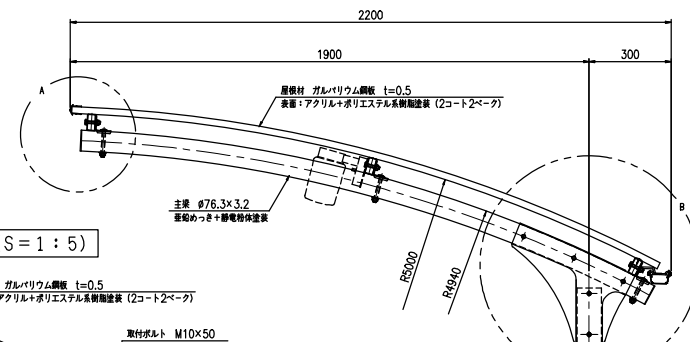 2200
1900
300
A
屋根材 ガルバリウム鋼板 t=0.5
表面：アクリル+ポリエステル系樹脂塗装 (2コート2ベーク)
主梁 φ76.3×3.2
亜鉛めっき+静電粉体塗装
B
R5000
R4940
S=1:5)
ガルバリウム鋼板 t=0.5
アクリル+ポリエステル系樹脂塗装 (2コート2ベーク)
取付ボルト M10×50